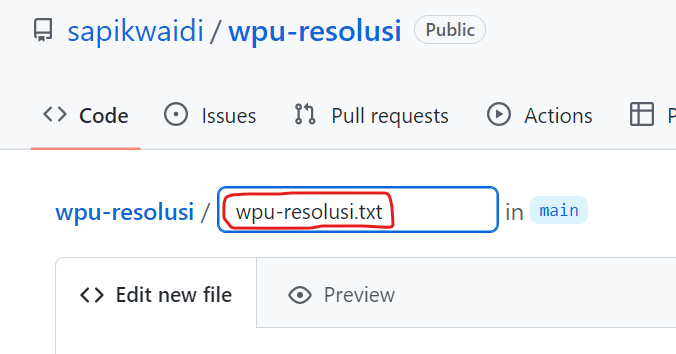 sapikwaidi / wpu-resolusi Public
Code Issues Pull requests Actions P
wpu-resolusi / wpu-resolusi.txt in main
Edit new file Preview